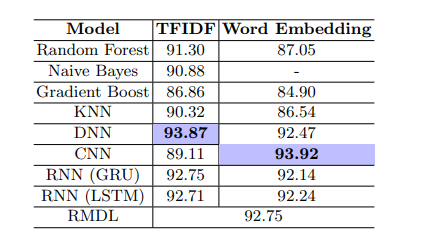 Model TFIDF Word Embedding
Random Forest 91.30 87.05
Naive Bayes 90.88 -
Gradient Boost 86.86 84.90
KNN 90.32 86.54
DNN 93.87 92.47
CNN 89.11 93.92
RNN (GRU) 92.75 92.14
RNN (LSTM) 92.71 92.24
RMDL 92.75